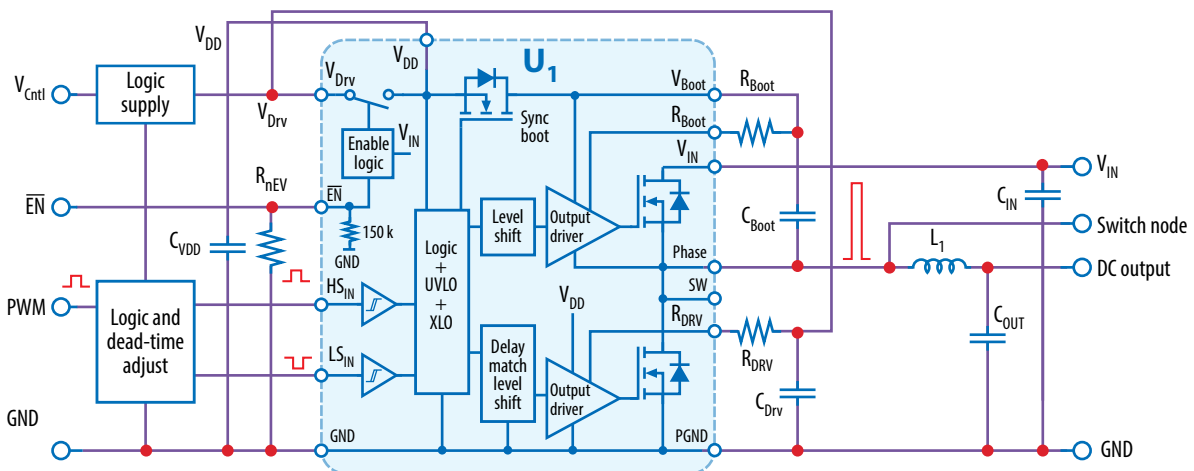 V_DD
V_Cntl
Logic
supply
V_Drv
V_Drv
V_DD
U_1
Sync
boot
V_Boot
R_Boot
R_Boot
V_IN
Enable
logic
V_IN
V_IN
C_IN
EN
R_nEV
EN
150 k
GND
C_VDD
Level
shift
Output
driver
C_Boot
Switch node
Logic
+
UVLO
+
XLO
Phase
L_1
DC output
PWM
HS_IN
SW
V_DD
R_DRV
Logic and
dead-time
adjust
LS_IN
Delay
match
level
shift
Output
driver
R_DRV
C_OUT
C_Drv
GND
GND
PGND
GND